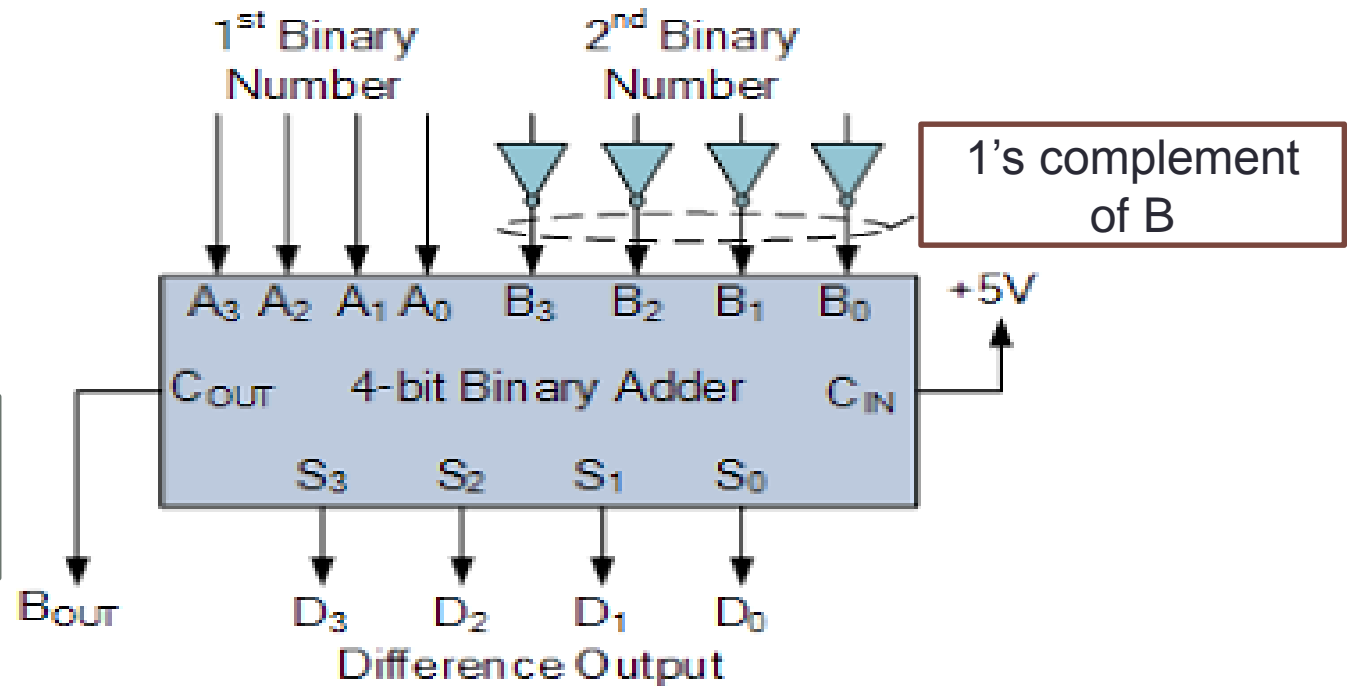 1st Binary
Number
2nd Binary
Number
1’s complement
of B
A3 A2 A1 A0 B3 B2 B1 B0
+5V
COUT 4-bit Binary Adder CIN
S3 S2 S1 S0
BOUT D3 D2 D1 D0
Difference Output